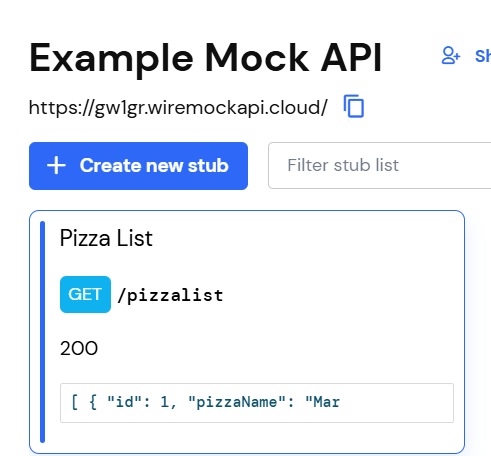 Example Mock API
https://gw1gr.wiremockapi.cloud/
Create new stub
Filter stub list
Pizza List
GET /pizzalist
200
[ { "id": 1, "pizzaName": "Mar